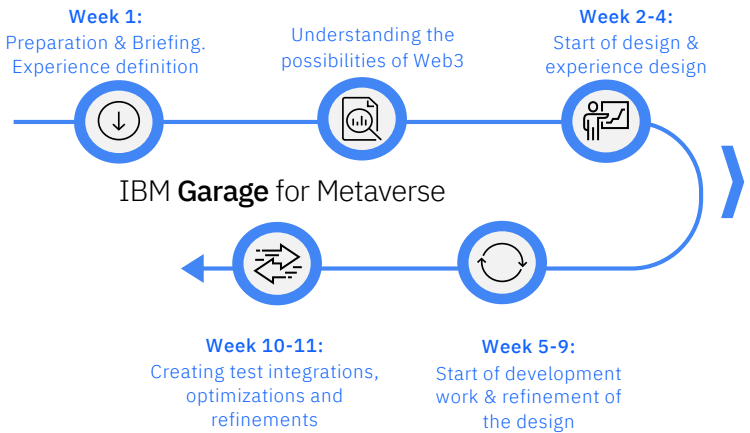 Week 1:
Preparation & Briefing.
Experience definition
Understanding the
possibilities of Web3
Week 2-4:
Start of design &
experience design
IBM Garage for Metaverse
Week 10-11:
Creating test integrations,
optimizations and
refinements
Week 5-9:
Start of development
work & refinement of
the design